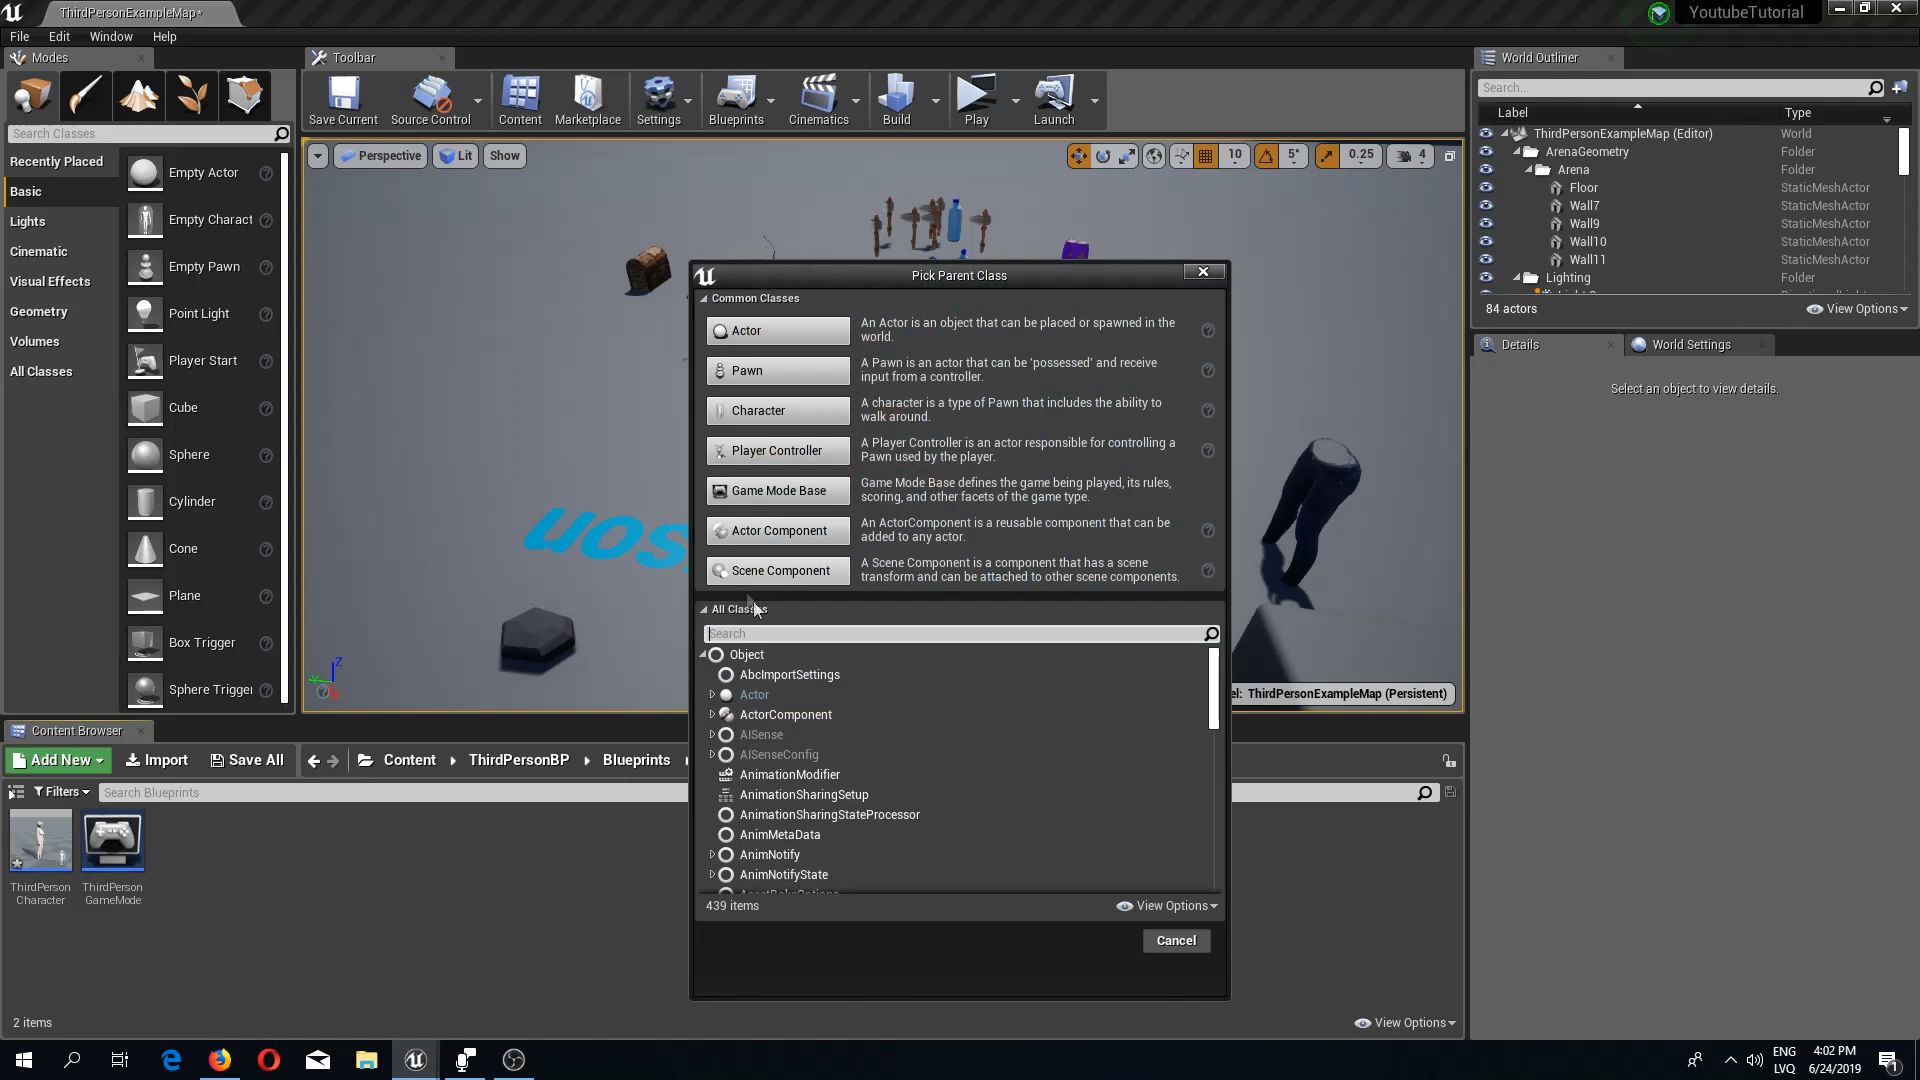 ThirdPersonExampleMap*
YoutubeTutorial
File Edit Window Help
Modes
Toolbar
World Outliner
Save Current
Source Control
Content
Marketplace
Settings
Blueprints
Cinematics
Build
Play
Launch
Search...
Label Type
Search Classes
Recently Placed
Basic
Lights
Cinematic
Visual Effects
Geometry
Volumes
All Classes
Empty Actor
Empty Charact
Empty Pawn
Point Light
Player Start
Cube
Sphere
Cylinder
Cone
Plane
Box Trigger
Sphere Trigger
Perspective
Lit
Show
10
5°
0.25
4
ThirdPersonExampleMap (Editor) World
ArenaGeometry Folder
Arena Folder
Floor StaticMeshActor
Wall7 StaticMeshActor
Wall9 StaticMeshActor
Wall10 StaticMeshActor
Wall11 StaticMeshActor
Lighting Folder
84 actors
View Options
Details
World Settings
Select an object to view details.
Pick Parent Class
Common Classes
Actor
An Actor is an object that can be placed or spawned in the
world.
Pawn
A Pawn is an actor that can be 'possessed' and receive
input from a controller.
Character
A character is a type of Pawn that includes the ability to
walk around.
Player Controller
A Player Controller is an actor responsible for controlling a
Pawn used by the player.
Game Mode Base
Game Mode Base defines the game being played, its rules,
scoring, and other facets of the game type.
Actor Component
An ActorComponent is a reusable component that can be
added to any actor.
Scene Component
A Scene Component is a component that has a scene
transform and can be attached to other scene components.
All Classes
Search
Object
AbcImportSettings
Actor
ActorComponent
AISense
AISenseConfig
AnimationModifier
AnimationSharingSetup
AnimationSharingStateProcessor
AnimMetaData
AnimNotify
AnimNotifyState
439 items
View Options
Cancel
ThirdPersonExampleMap (Persistent)
Z
Content Browser
Add New
Import
Save All
Content
ThirdPersonBP
Blueprints
Filters
Search Blueprints
ThirdPerson
Character
ThirdPerson
GameMode
2 items
View Options
ENG
LVQ
4:02 PM
6/24/2019
1